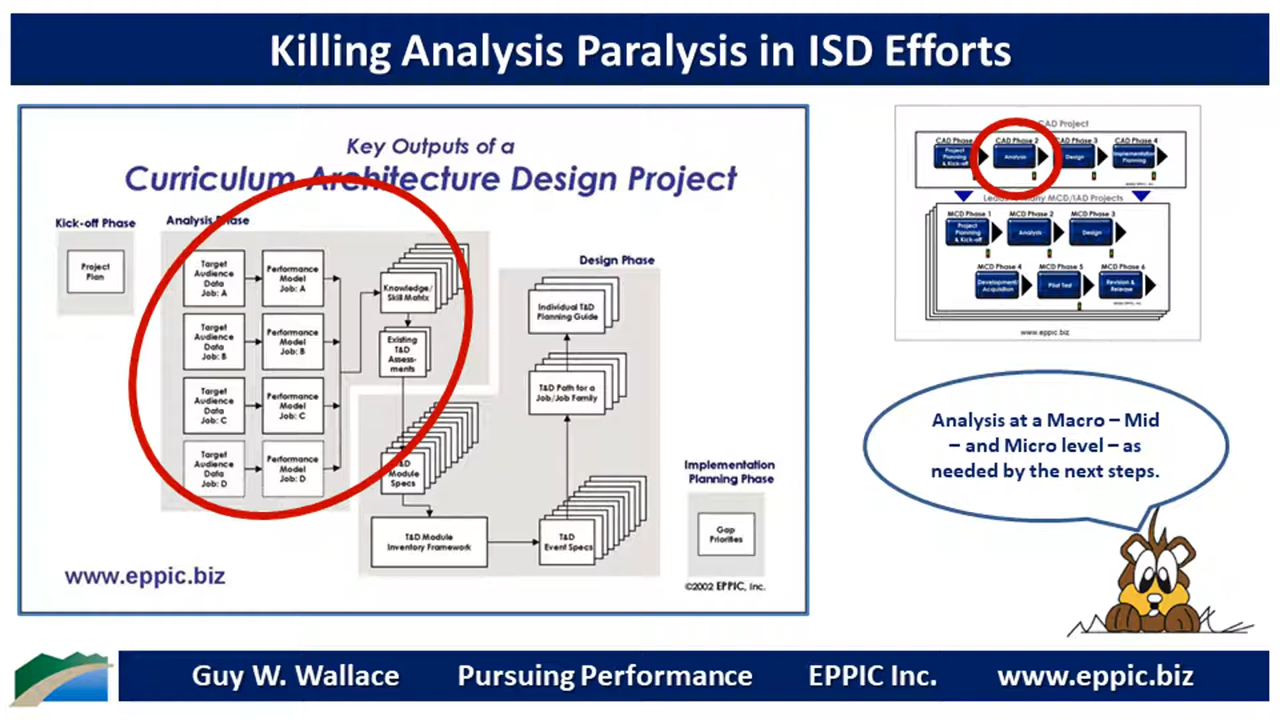 Killing Analysis Paralysis in ISD Efforts
Key Outputs of a
Curriculum Architecture Design Project
Kick-off Phase
Project
Plan
Analysis Phase
Target
Audience
Data
Job: A
Performance
Model
Job: A
Target
Audience
Data
Job: B
Performance
Model
Job: B
Target
Audience
Data
Job: C
Performance
Model
Job: C
Target
Audience
Data
Job: D
Performance
Model
Job: D
Knowledge/
Skill Matrix
Existing
T&D
Assess-
ments
T&D
Module
Specs
T&D Module
Inventory Framework
Design Phase
Individual T&D
Planning Guide
T&D Path for a
Job/Job Family
T&D
Event Specs
Implementation
Planning Phase
Gap
Priorities
www.eppic.biz
©2002 EPPIC, Inc.
CAD Project
CAD Phase
Project
Planning
& Kick-off
CAD Phase 2
Analysis
CAD Phase 3
Design
CAD Phase 4
Implementation
Planning
Many MCD/IAD Projects
MCD Phase 1
Project
Planning
& Kick-off
MCD Phase 2
Analysis
MCD Phase 3
Design
MCD Phase 4
Development/
Acquisition
MCD Phase 5
Pilot Test
MCD Phase 6
Revision &
Release
www.eppic.biz
Analysis at a Macro – Mid
– and Micro level – as
needed by the next steps.
Guy W. Wallace Pursuing Performance EPPIC Inc. www.eppic.biz